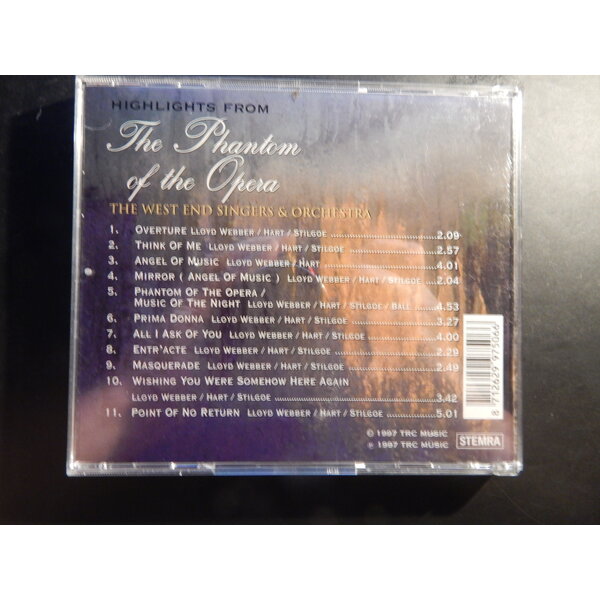 HIGHLIGHTS FROM
The Phantom
of the Opera
THE WEST END SINGERS & ORCHESTRA
1. OVERTURE LLOYD WEBBER / HART / STILGOE 2.09
2. THINK OF ME LLOYD WEBBER / HART / STILGOE 2.57
3. ANGEL OF MUSIC LLOYD WEBBER / HART 4.01
4. MIRROR ( ANGEL OF MUSIC ) LLOYD WEBBER / HART / STILGOE 2.04
5. PHANTOM OF THE OPERA /
MUSIC OF THE NIGHT LLOYD WEBBER / HART / STILGOE / BALL 4.53
6. PRIMA DONNA LLOYD WEBBER / HART / STILGOE 3.27
7. ALL I ASK OF YOU LLOYD WEBBER / HART / STILGOE 4.00
8. ENTR'ACTE LLOYD WEBBER / HART / STILGOE 2.29
9. MASQUERADE LLOYD WEBBER / HART / STILGOE 2.49
10. WISHING YOU WERE SOMEHOW HERE AGAIN
LLOYD WEBBER / HART / STILGOE 3.42
11. POINT OF NO RETURN LLOYD WEBBER / HART / STILGOE 5.01
8 712629 975066
© 1997 TRC MUSIC
℗ 1997 TRC MUSIC
STEMRA